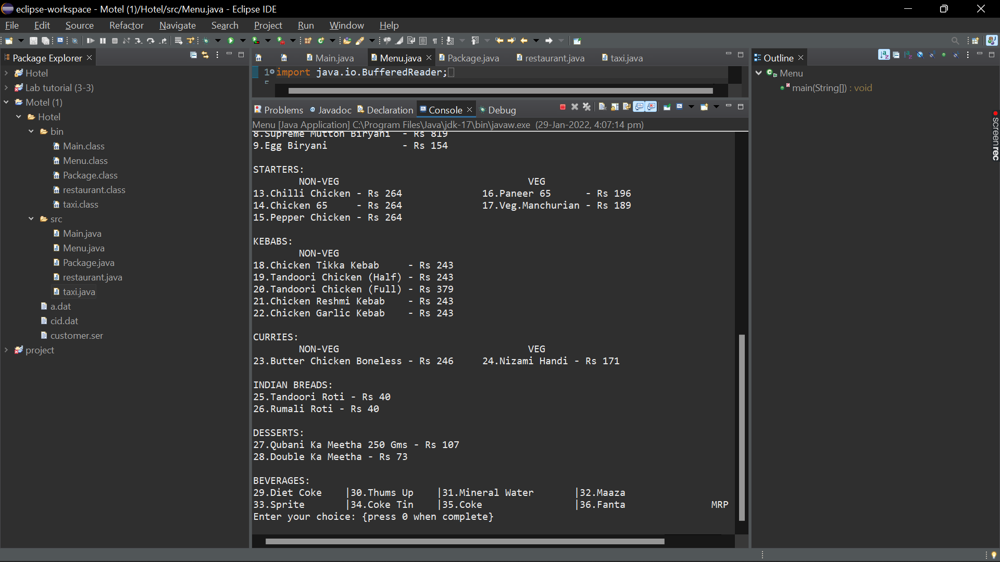 eclipse-workspace - Motel (1)/Hotel/src/Menu.java - Eclipse IDE
File Edit Source Refactor Navigate Search Project Run Window Help
Package Explorer
Hotel
Lab tutorial (3-3)
Motel (1)
Hotel
bin
Main.class
Menu.class
Package.class
restaurant.class
taxi.class
src
Main.java
Menu.java
Package.java
restaurant.java
taxi.java
a.dat
cid.dat
customer.ser
project
Main.java Menu.java Package.java restaurant.java taxi.java
1 import java.io.BufferedReader;
Problems Javadoc Declaration Console Debug
Menu [Java Application] C:\Program Files\Java\jdk-17\bin\javaw.exe (29-Jan-2022, 4:07:14 pm)
8.Supreme Mutton Biryani - Rs 819
9.Egg Biryani - Rs 154
STARTERS:
NON-VEG VEG
13.Chilli Chicken - Rs 264 16.Paneer 65 - Rs 196
14.Chicken 65 - Rs 264 17.Veg.Manchurian - Rs 189
15.Pepper Chicken - Rs 264
KEBABS:
NON-VEG
18.Chicken Tikka Kebab - Rs 243
19.Tandoori Chicken (Half) - Rs 243
20.Tandoori Chicken (Full) - Rs 379
21.Chicken Reshmi Kebab - Rs 243
22.Chicken Garlic Kebab - Rs 243
CURRIES:
NON-VEG VEG
23.Butter Chicken Boneless - Rs 246 24.Nizami Handi - Rs 171
INDIAN BREADS:
25.Tandoori Roti - Rs 40
26.Rumali Roti - Rs 40
DESSERTS:
27.Qubani Ka Meetha 250 Gms - Rs 107
28.Double Ka Meetha - Rs 73
BEVERAGES:
29.Diet Coke |30.Thums Up |31.Mineral Water |32.Maaza
33.Sprite |34.Coke Tin |35.Coke |36.Fanta MRP
Enter your choice: {press 0 when complete}
Outline
Menu
main(String[]) : void
screenrec